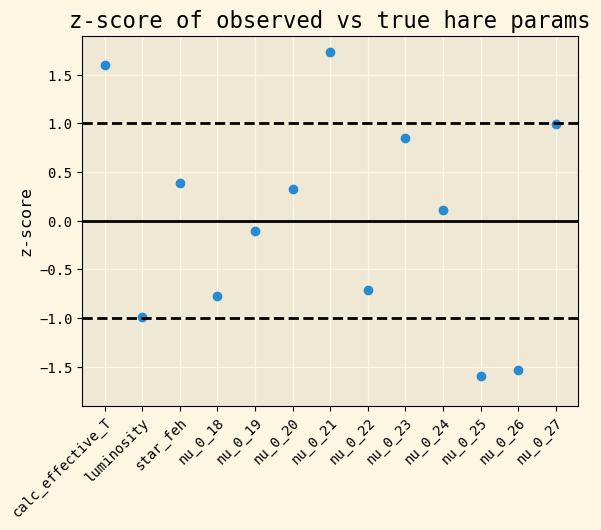 z-score of observed vs true hare params
z-score
1.5
1.0
0.5
0.0
−0.5
−1.0
−1.5
calc_effective_T
luminosity
star_feh
nu_0_18
nu_0_19
nu_0_20
nu_0_21
nu_0_22
nu_0_23
nu_0_24
nu_0_25
nu_0_26
nu_0_27